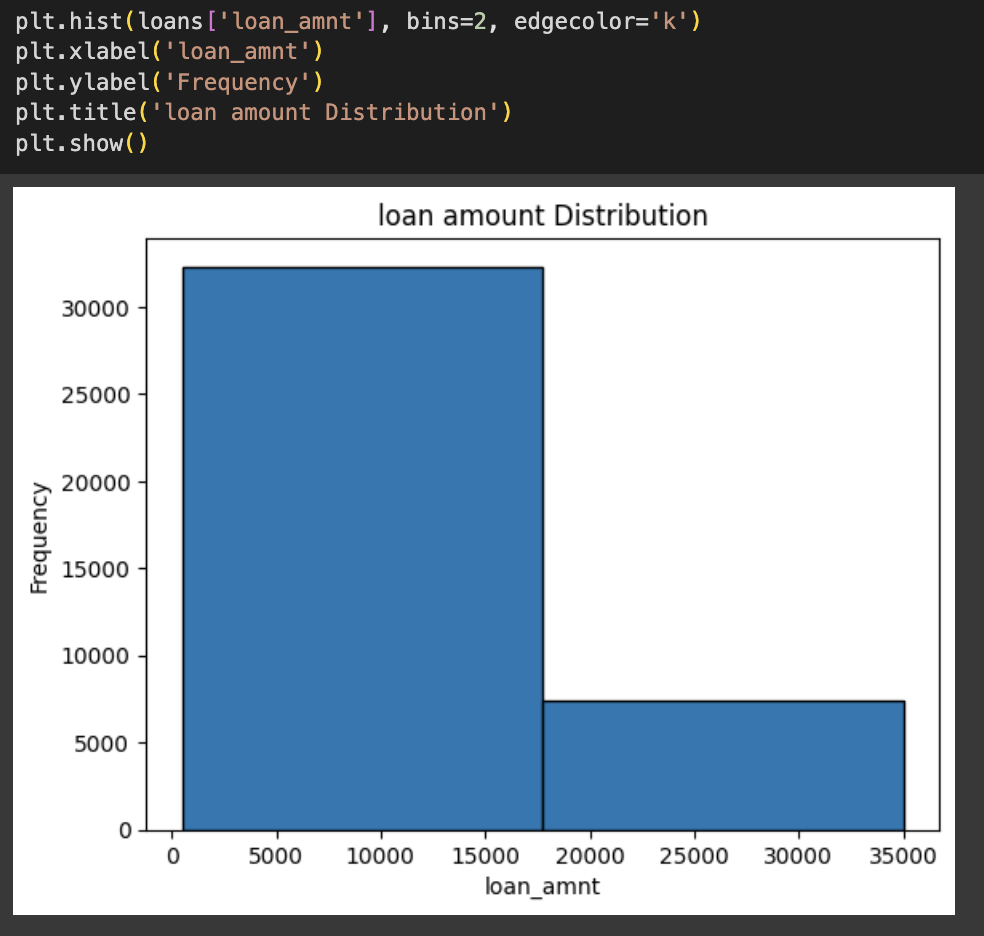 plt.hist(loans['loan_amnt'], bins=2, edgecolor='k')
plt.xlabel('loan_amnt')
plt.ylabel('Frequency')
plt.title('loan amount Distribution')
plt.show()
loan amount Distribution
30000
25000
20000
15000
10000
5000
0
Frequency
0 5000 10000 15000 20000 25000 30000 35000
loan_amnt